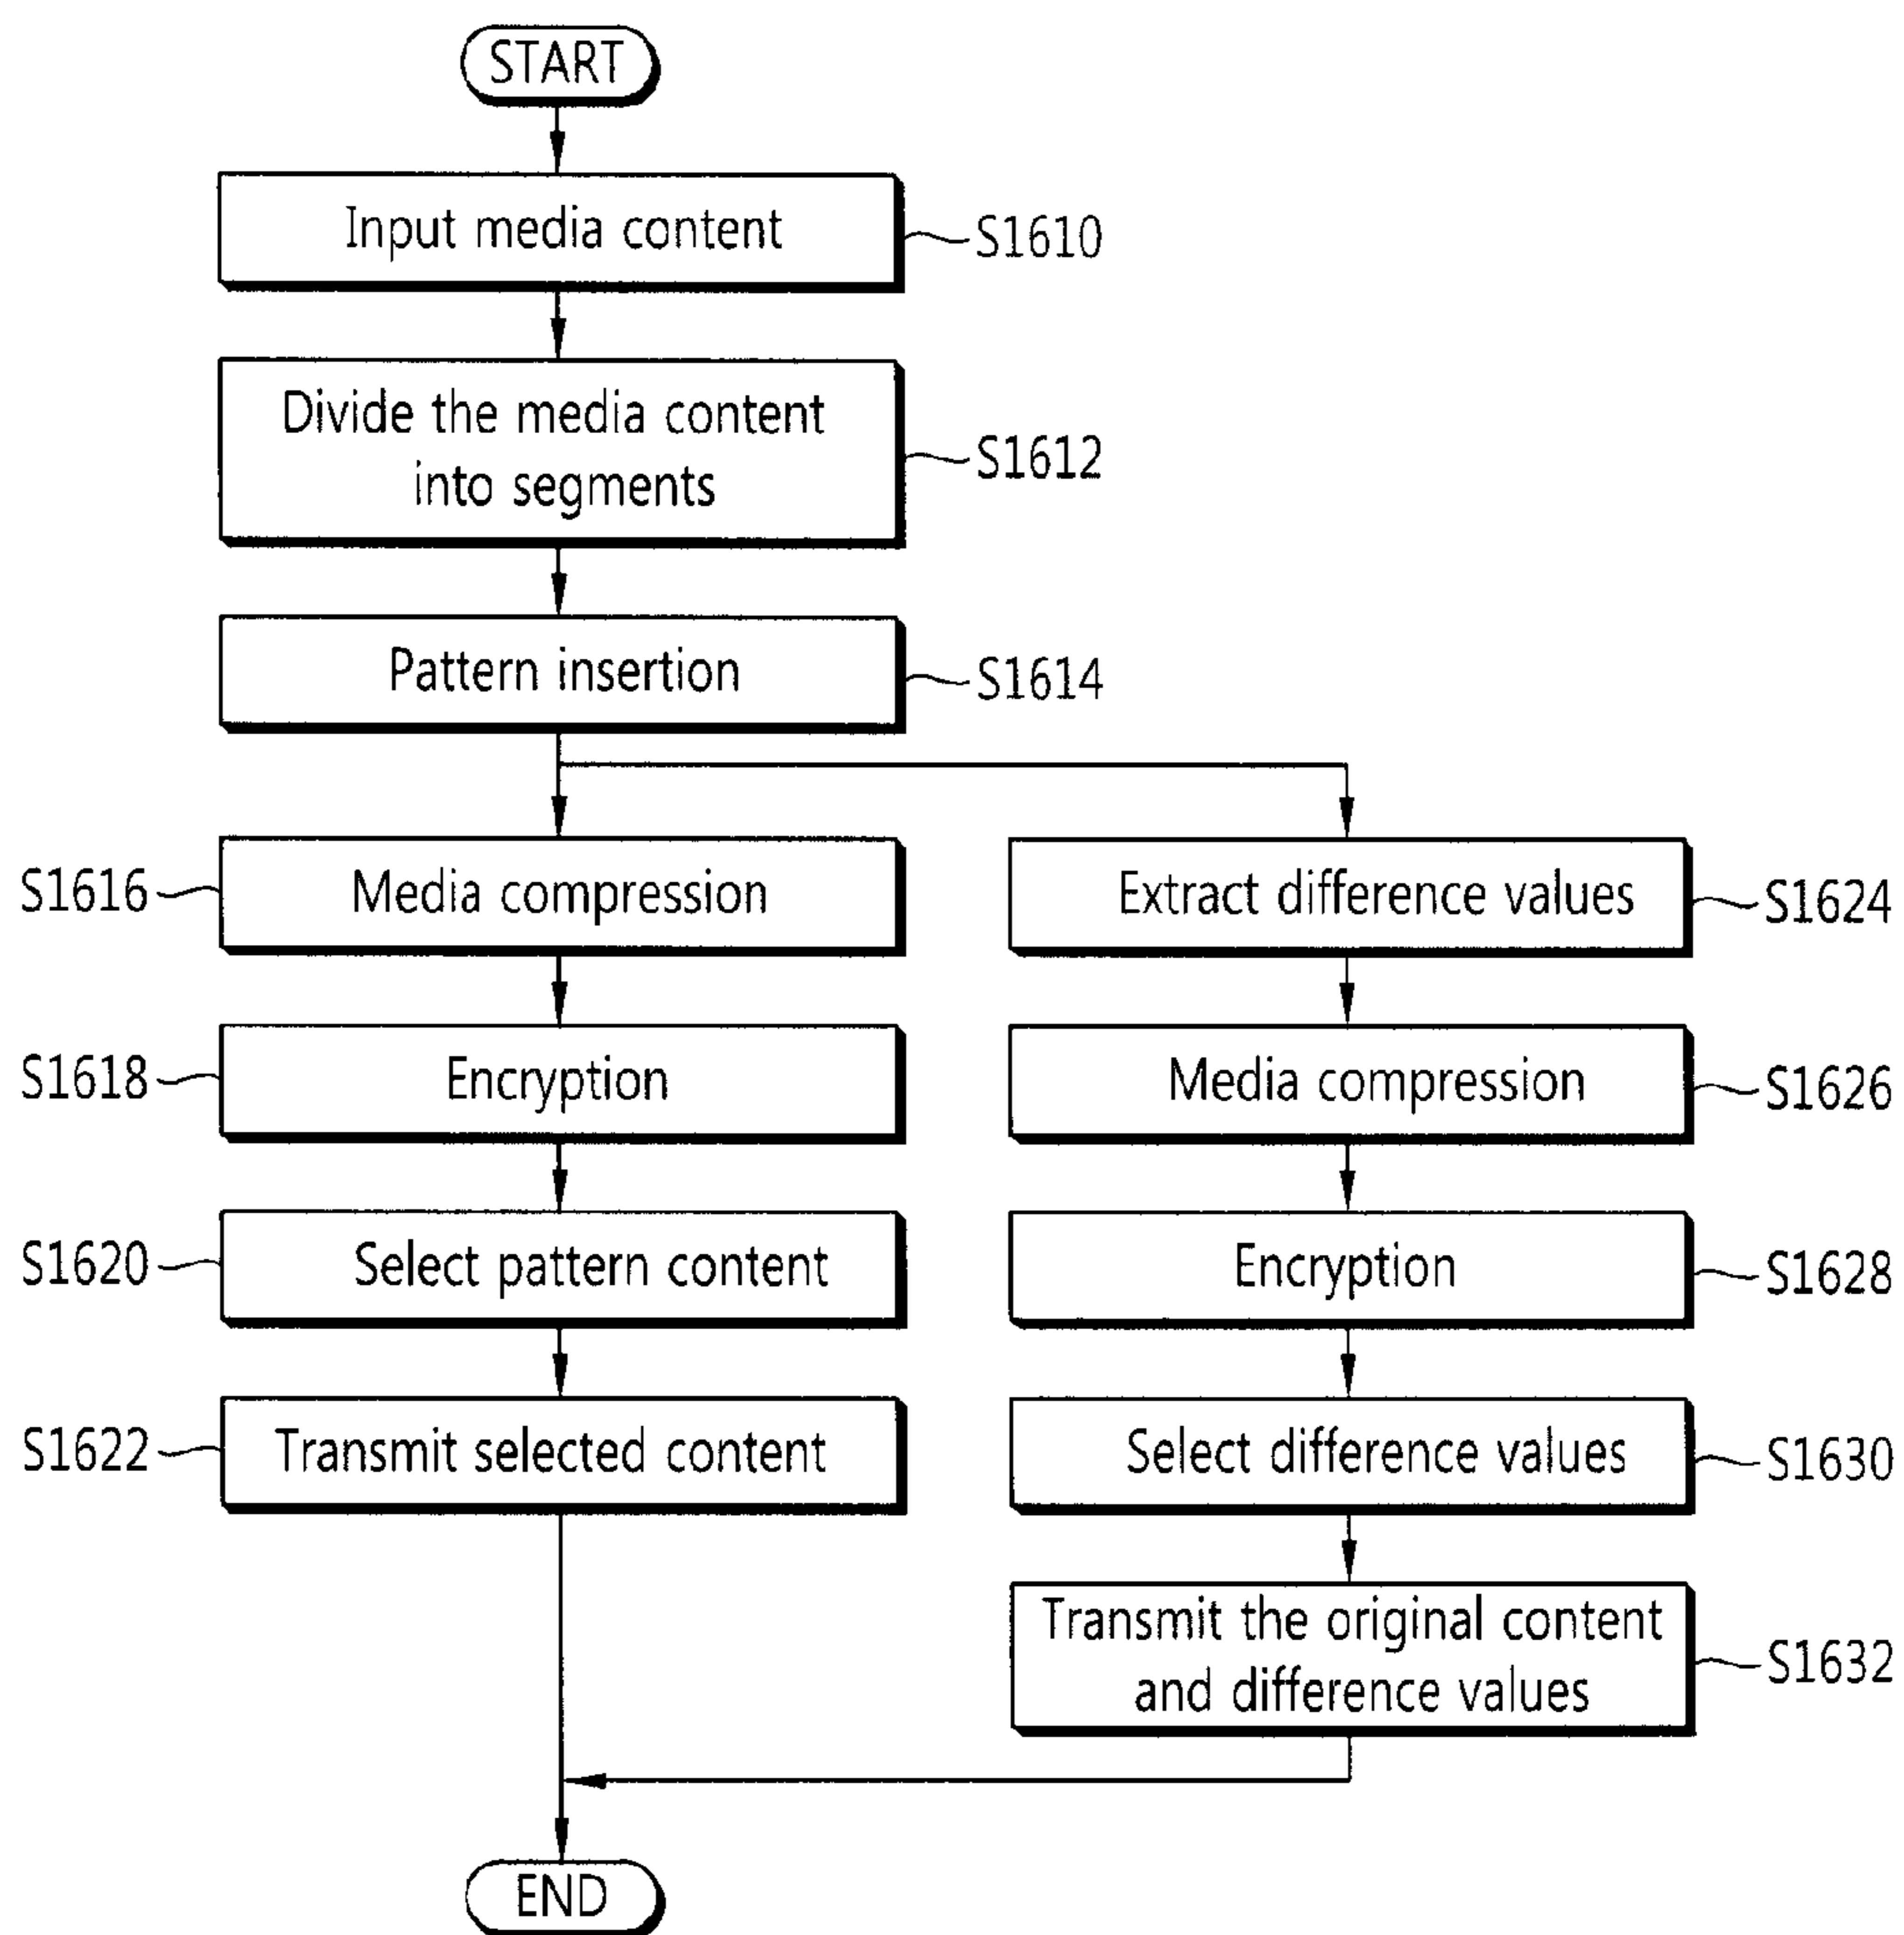 START
Input media content
S1610
Divide the media content
into segments
S1612
Pattern insertion
S1614
S1616
Media compression
Extract difference values
S1624
S1618
Encryption
Media compression
S1626
S1620
Select pattern content
Encryption
S1628
S1622
Transmit selected content
Select difference values
S1630
Transmit the original content
and difference values
S1632
END